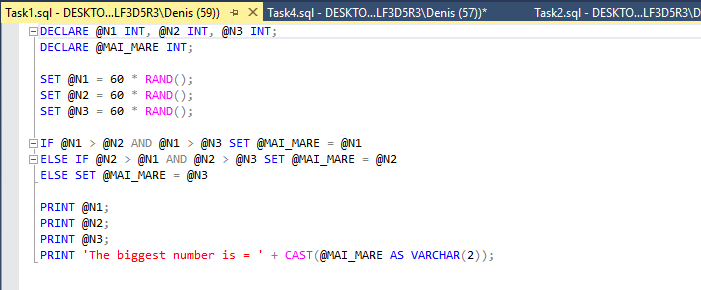 Task1.sql - DESKTO...LF3D5R3\Denis (59)) Task4.sql - DESKTO...LF3D5R3\Denis (57))* Task2.sql - DESKTO...LF3D5R3\D
DECLARE @N1 INT, @N2 INT, @N3 INT;
DECLARE @MAI_MARE INT;
SET @N1 = 60 * RAND();
SET @N2 = 60 * RAND();
SET @N3 = 60 * RAND();
IF @N1 > @N2 AND @N1 > @N3 SET @MAI_MARE = @N1
ELSE IF @N2 > @N1 AND @N2 > @N3 SET @MAI_MARE = @N2
ELSE SET @MAI_MARE = @N3
PRINT @N1;
PRINT @N2;
PRINT @N3;
PRINT 'The biggest number is = ' + CAST(@MAI_MARE AS VARCHAR(2));